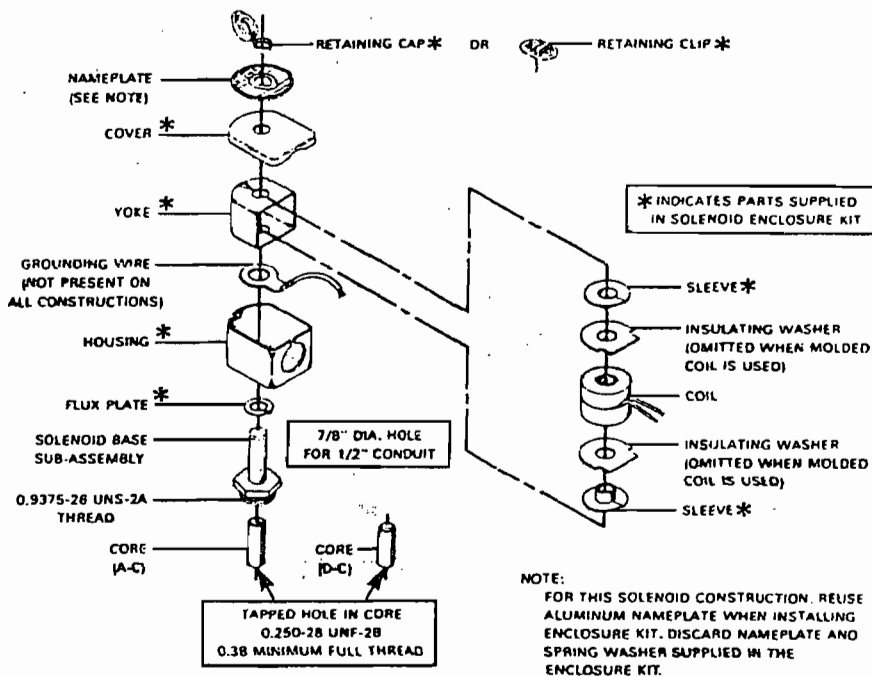 RETAINING CAP* DR RETAINING CLIP*
NAMEPLATE
(SEE NOTE)
COVER *
YOKE *
* INDICATES PARTS SUPPLIED
IN SOLENOID ENCLOSURE KIT
GROUNDING WIRE
(NOT PRESENT ON
ALL CONSTRUCTIONS)
HOUSING *
FLUX PLATE *
SOLENOID BASE
SUB-ASSEMBLY
0.9375-26 UNS-2A
THREAD
7/8" DIA. HOLE
FOR 1/2" CONDUIT
CORE
(A-C)
CORE
(D-C)
TAPPED HOLE IN CORE
0.250-28 UNF-2B
0.38 MINIMUM FULL THREAD
SLEEVE*
INSULATING WASHER
(OMITTED WHEN MOLDED
COIL IS USED)
COIL
INSULATING WASHER
(OMITTED WHEN MOLDED
COIL IS USED)
SLEEVE*
NOTE:
FOR THIS SOLENOID CONSTRUCTION, REUSE
ALUMINUM NAMEPLATE WHEN INSTALLING
ENCLOSURE KIT. DISCARD NAMEPLATE AND
SPRING WASHER SUPPLIED IN THE
ENCLOSURE KIT.